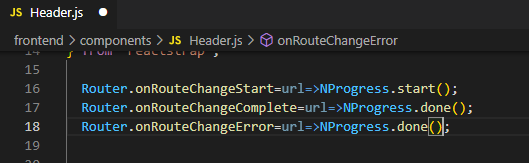 JS Header.js
frontend > components > JS Header.js > onRouteChangeError
14 } from 'reactstrap';
15
16 Router.onRouteChangeStart=url=>NProgress.start();
17 Router.onRouteChangeComplete=url=>NProgress.done();
18 Router.onRouteChangeError=url=>NProgress.done();